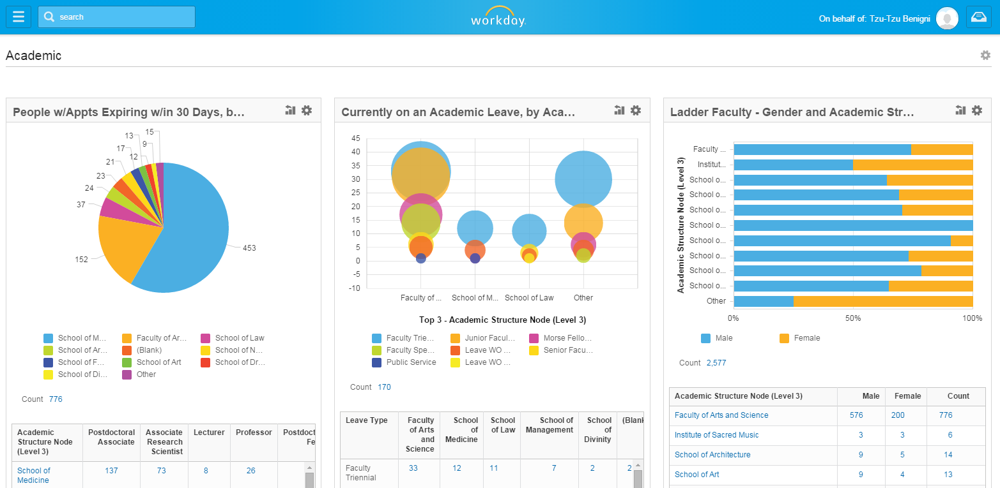 search
workday.
On behalf of: Tzu-Tzu Benigni
Academic
People w/Appts Expiring w/in 30 Days, b...
15
13
9
17
12
21
23
24
37
453
152
School of M... Faculty of Ar... School of Law
School of Ar... (Blank) School of N...
School of F... School of Art School of Dr...
School of Di... Other
Count 776
Academic Structure Node (Level 3) Postdoctoral Associate Associate Research Scientist Lecturer Professor Postdoct Fe
School of Medicine 137 73 8 26
Currently on an Academic Leave, by Aca...
45
40
35
30
25
20
15
10
5
0
-5
-10
Faculty of ... School of M... School of Law Other
Top 3 - Academic Structure Node (Level 3)
Faculty Trie... Junior Facul... Morse Fello...
Faculty Spe... Leave WO ... Senior Facu...
Public Service Leave WO ...
Count 170
Leave Type Faculty of Arts and Science School of Medicine School of Law School of Management School of Divinity (Blank
Faculty Triennial 33 12 11 7 2 2
Ladder Faculty - Gender and Academic Str...
Academic Structure Node (Level 3)
Faculty ...
Institut...
School o...
School o...
School o...
School o...
School o...
School o...
School o...
School o...
Other
0% 50% 100%
Male Female
Count 2,577
Academic Structure Node (Level 3) Male Female Count
Faculty of Arts and Science 576 200 776
Institute of Sacred Music 3 3 6
School of Architecture 9 5 14
School of Art 9 4 13